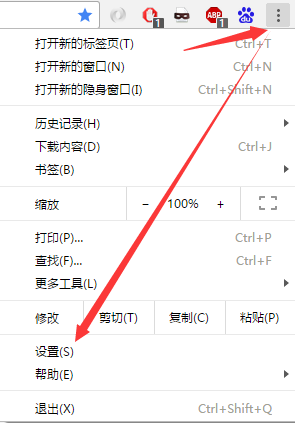 1 ABP 1 du
打开新的标签页(T) Ctrl+T
打开新的窗口(N) Ctrl+N
打开新的隐身窗口(I) Ctrl+Shift+N
历史记录(H)
下载内容(D) Ctrl+J
书签(B)
缩放 − 100% +
打印(P)... Ctrl+P
查找(F)... Ctrl+F
更多工具(L)
修改 剪切(T) 复制(C) 粘贴(P)
设置(S)
帮助(E)
退出(X) Ctrl+Shift+Q